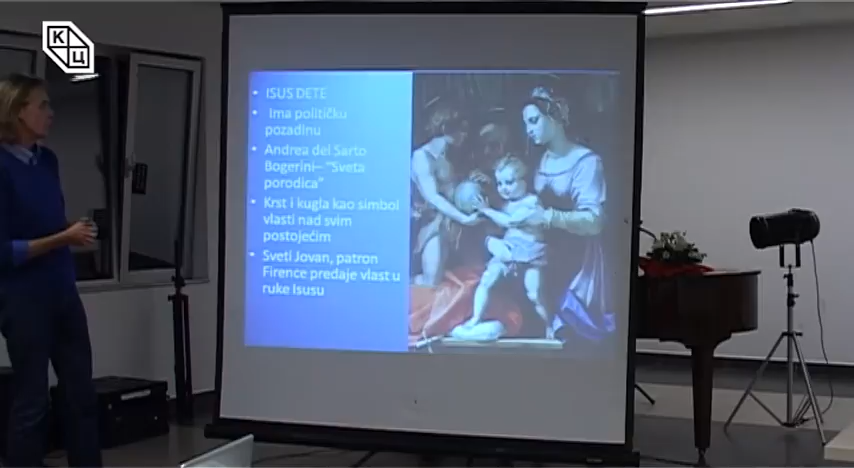 КЦ
• ISUS DETE
• Ima političku
pozadinu
• Andrea del Sarto
Bogerini– "Sveta
porodica"
• Krst i kugla kao simbol
vlasti nad svim
postojećim
• Sveti Jovan, patron
Firence predaje vlast u
ruke Isusu